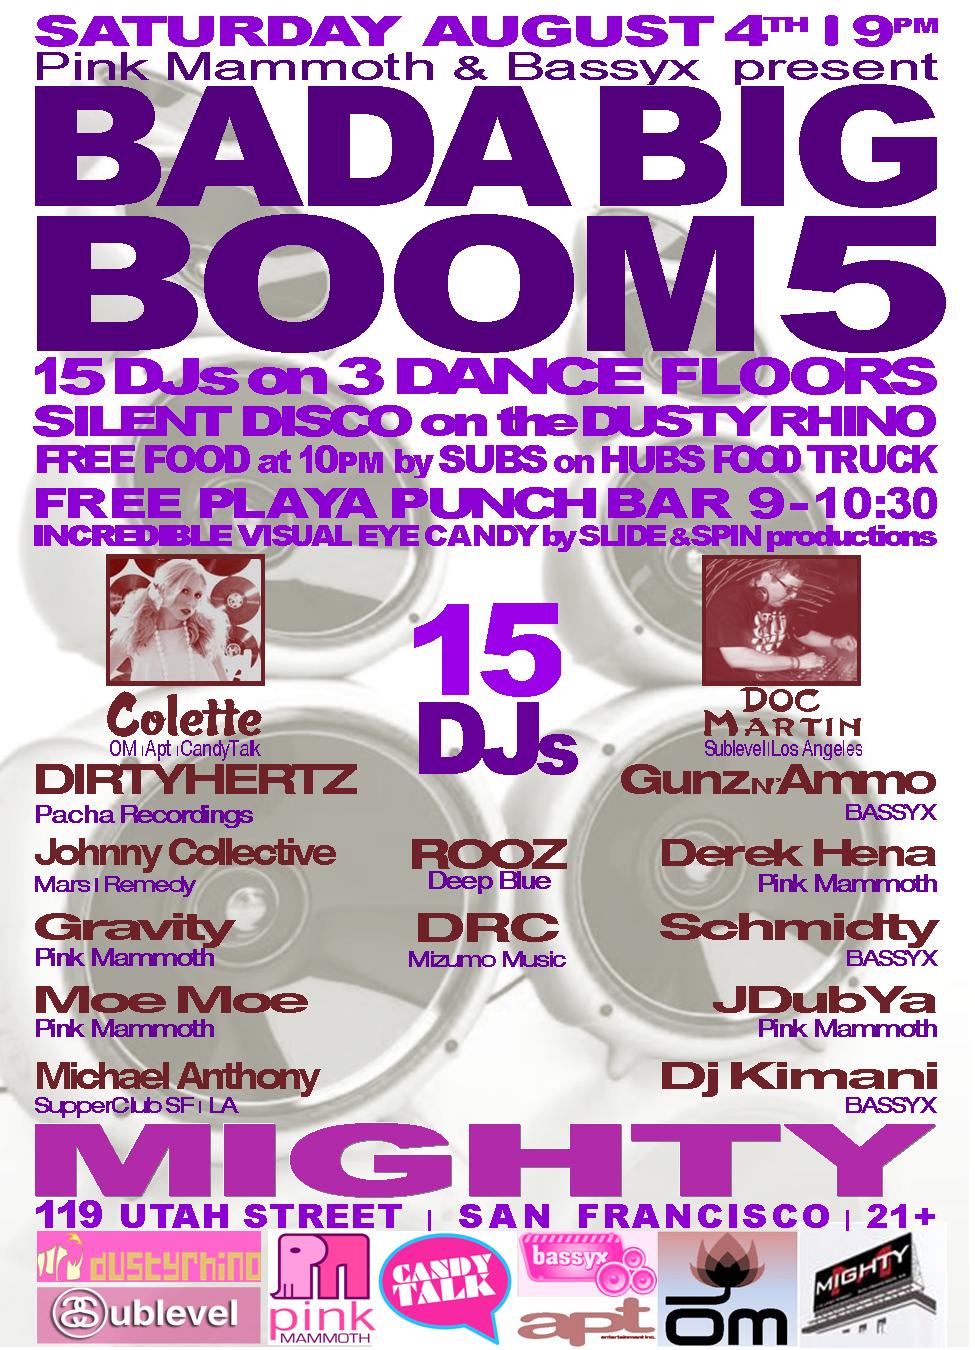 SATURDAY AUGUST 4TH | 9PM
Pink Mammoth & Bassyx present
BADA BIG
BOOM 5
15 DJs on 3 DANCE FLOORS
SILENT DISCO on the DUSTY RHINO
FREE FOOD at 10PM by SUBS on HUBS FOOD TRUCK
FREE PLAYA PUNCH BAR 9-10:30
INCREDIBLE VISUAL EYE CANDY by SLIDE & SPIN productions
15
DJs
Colette
OM | Apt | CandyTalk
DOC
MARTIN
Sublevel | Los Angeles
DIRTYHERTZ
Pacha Recordings
GunzN'Ammo
BASSYX
Johnny Collective
Mars | Remedy
ROOZ
Deep Blue
Derek Hena
Pink Mammoth
Gravity
Pink Mammoth
DRC
Mizumo Music
Schmidty
BASSYX
Moe Moe
Pink Mammoth
JDubYa
Pink Mammoth
Michael Anthony
SupperClub SF | LA
Dj Kimani
BASSYX
MIGHTY
119 UTAH STREET | SAN FRANCISCO | 21+
dustyrhino
Sublevel
pink
MAMMOTH
CANDY
TALK
bassyx
apt
entertainment inc.
om
MIGHTY